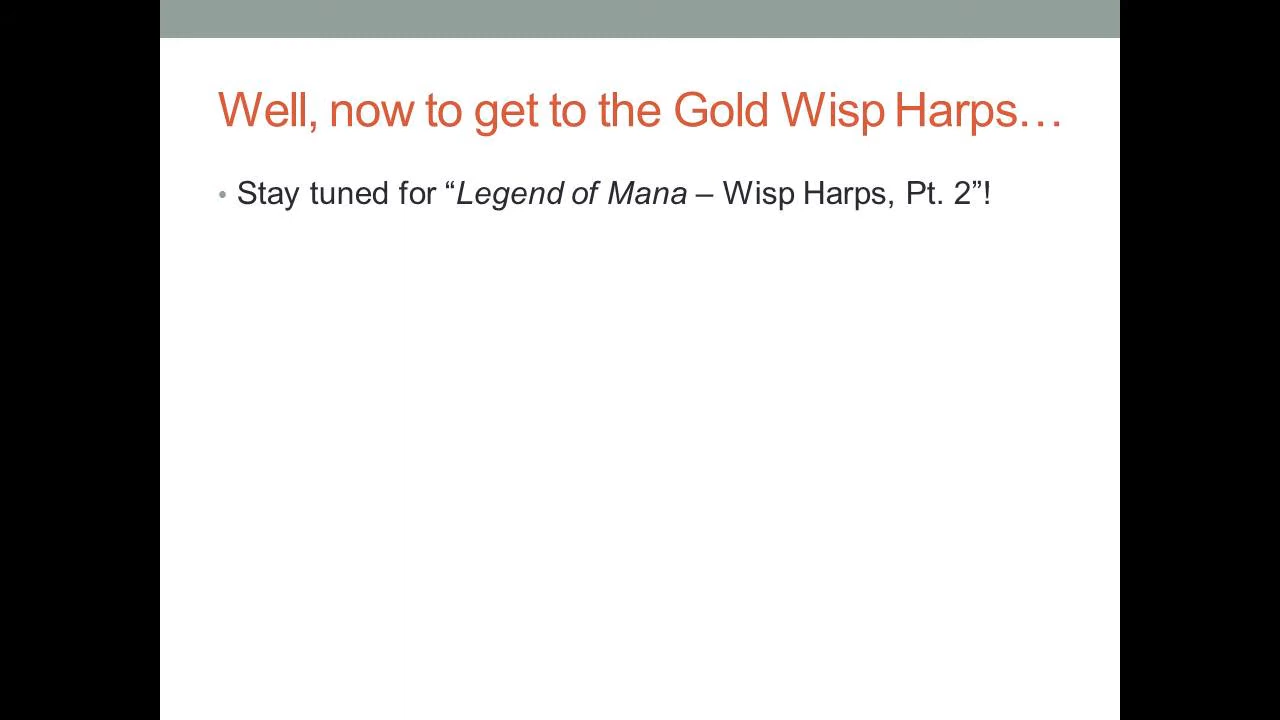 Well, now to get to the Gold Wisp Harps…
• Stay tuned for “Legend of Mana – Wisp Harps, Pt. 2”!